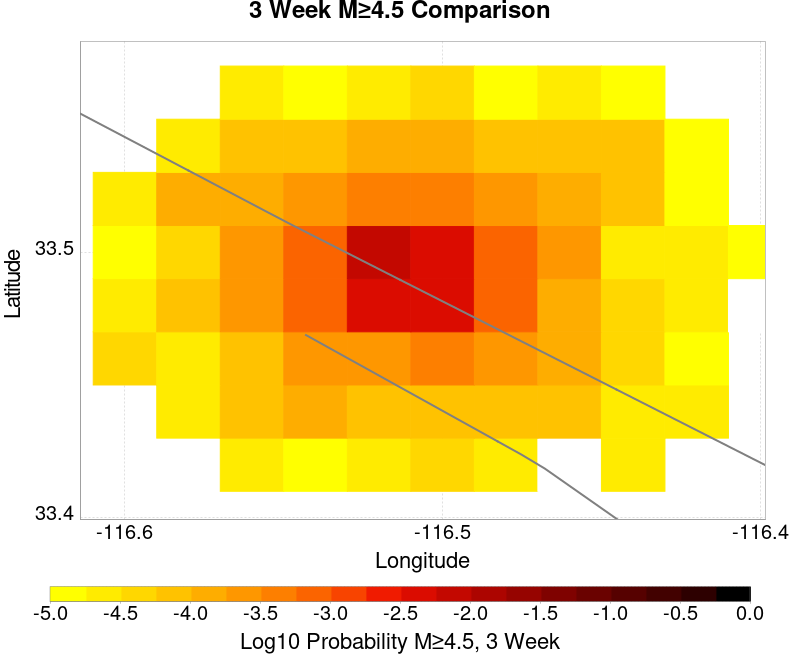 3 Week M≥4.5 Comparison
Latitude
33.5
33.4
-116.6 -116.5 -116.4
Longitude
-5.0 -4.5 -4.0 -3.5 -3.0 -2.5 -2.0 -1.5 -1.0 -0.5 0.0
Log10 Probability M≥4.5, 3 Week